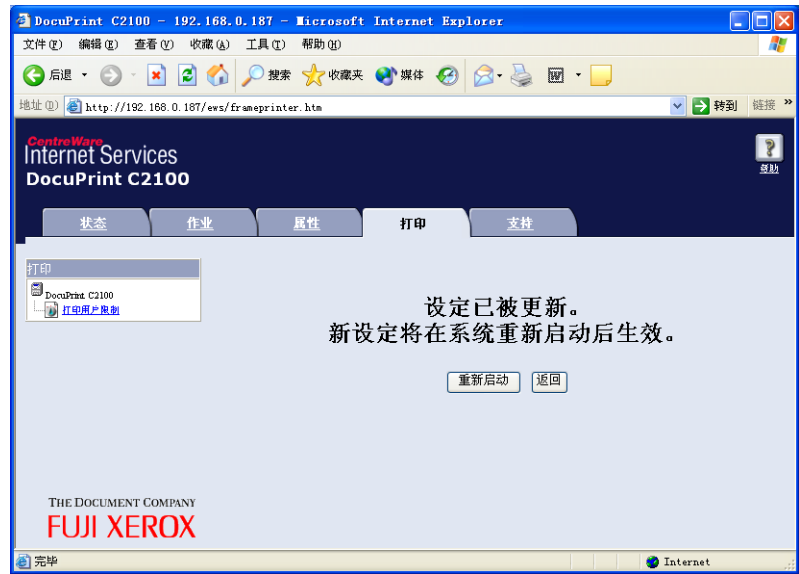 DocuPrint C2100 - 192.168.0.187 - Microsoft Internet Explorer
文件(F) 编辑(E) 查看(V) 收藏(A) 工具(T) 帮助(H)
后退 搜索 收藏夹 媒体
地址(D) http://192.168.0.187/ews/frameprinter.htm 转到 链接 »
CentreWare
Internet Services
DocuPrint C2100
帮助
状态 作业 属性 打印 支持
打印
DocuPrint C2100
打印用户限制
设定已被更新。
新设定将在系统重新启动后生效。
重新启动 返回
THE DOCUMENT COMPANY
FUJI XEROX
完毕 Internet